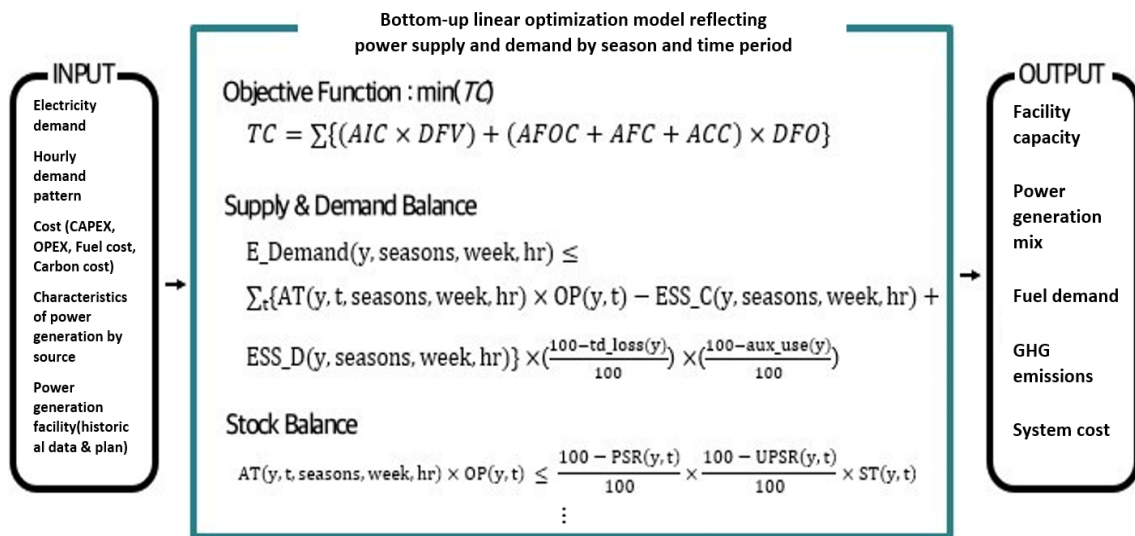 Bottom-up linear optimization model reflecting
power supply and demand by season and time period
INPUT
Electricity
demand
Hourly
demand
pattern
Cost (CAPEX,
OPEX, Fuel cost,
Carbon cost)
Characteristics
of power
generation by
source
Power
generation
facility(historic
al data & plan)
Objective Function : min(TC)
TC = ∑{(AIC × DFV) + (AFOC + AFC + ACC) × DFO}
Supply & Demand Balance
E_Demand(y, seasons, week, hr) ≤
∑ₜ{AT(y, t, seasons, week, hr) × OP(y, t) − ESS_C(y, seasons, week, hr) +
ESS_D(y, seasons, week, hr)} × (\frac{100−td_loss(y)}{100}) × (\frac{100−aux_use(y)}{100})
Stock Balance
AT(y, t, seasons, week, hr) × OP(y, t) ≤ \frac{100 − PSR(y, t)}{100} × \frac{100 − UPSR(y, t)}{100} × ST(y, t)
⋮
OUTPUT
Facility
capacity
Power
generation
mix
Fuel demand
GHG
emissions
System cost